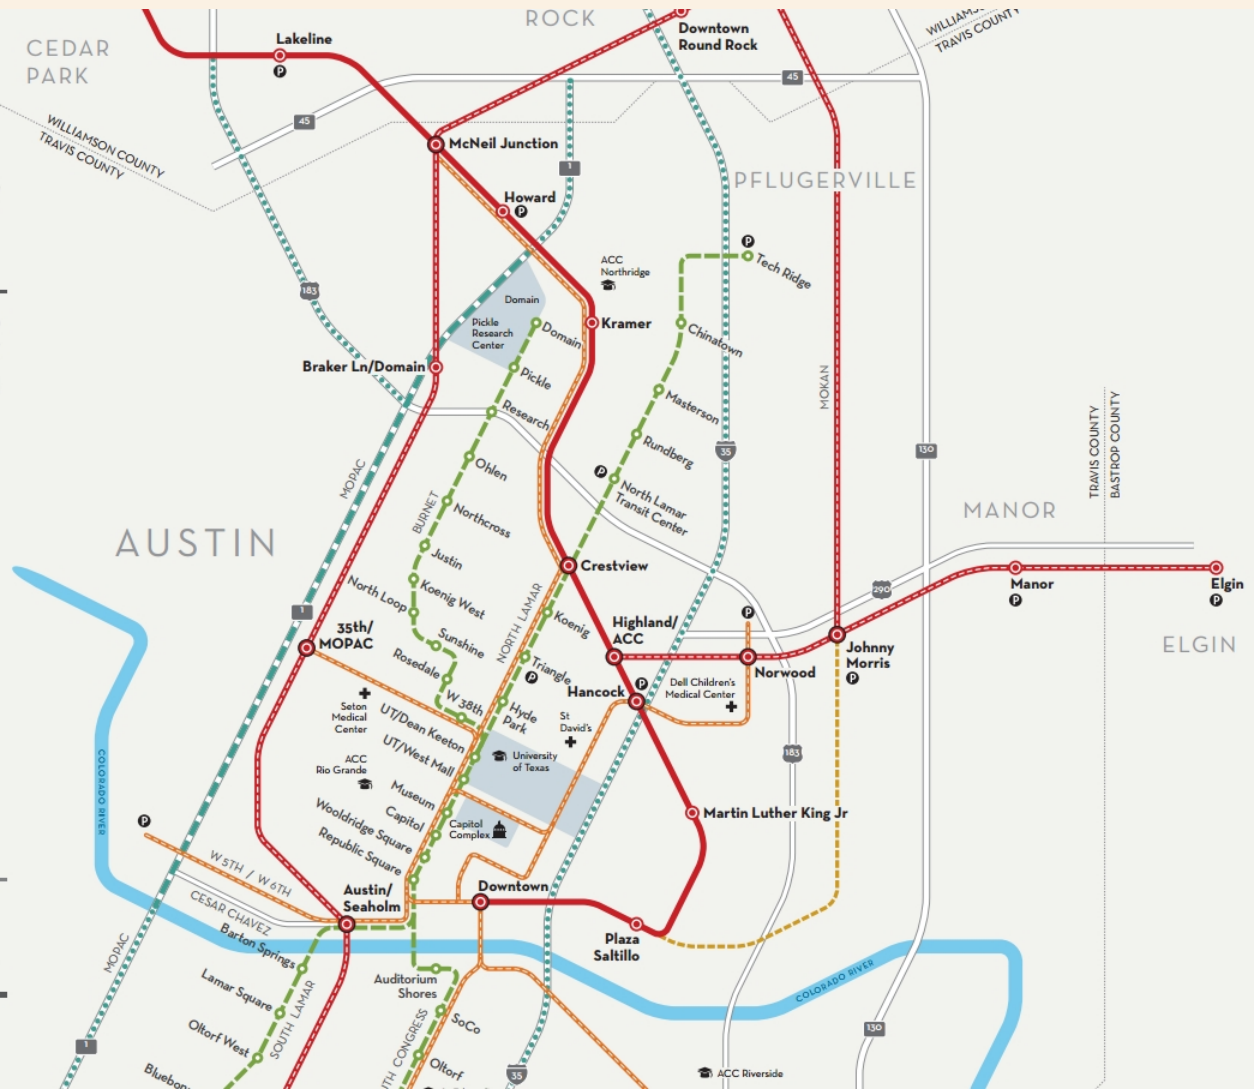 ROCK
WILLIAMS
TRAVIS COUNTY
CEDAR
PARK
Lakeline
P
Downtown
Round Rock
45
45
WILLIAMSON COUNTY
TRAVIS COUNTY
McNeil Junction
1
PFLUGERVILLE
Howard
P
P
Tech Ridge
ACC
Northridge
183
Domain
Pickle
Research
Center
Domain
Kramer
Chinatown
Braker Ln/Domain
Pickle
MOKAN
Masterson
Research
Rundberg
35
130
TRAVIS COUNTY
BASTROP COUNTY
MOPAC
Ohlen
P
North Lamar
Transit Center
BURNET
Northcross
MANOR
AUSTIN
Justin
Crestview
Manor
P
Elgin
P
290
North Loop
Koenig West
1
NORTH LAMAR
Koenig
P
35th/
MOPAC
Highland/
ACC
Sunshine
Johnny
Morris
P
ELGIN
Rosedale
Triangle
P
Norwood
Hancock
P
Dell Children's
Medical Center
Seton
Medical
Center
W 38th
Hyde
Park
St
David's
UT/Dean Keeton
UT/West Mall
University
of Texas
183
ACC
Rio Grande
COLORADO RIVER
Museum
Capitol
Martin Luther King Jr
P
Wooldridge Square
Capitol
Complex
Republic Square
W 5TH / W 6TH
Austin/
Seaholm
Downtown
CESAR CHAVEZ
Plaza
Saltillo
MOPAC
Barton Springs
COLORADO RIVER
Lamar Square
Auditorium
Shores
SOUTH LAMAR
Oltorf West
SoCo
130
1
TH CONGRESS
Oltorf
35
ACC Riverside